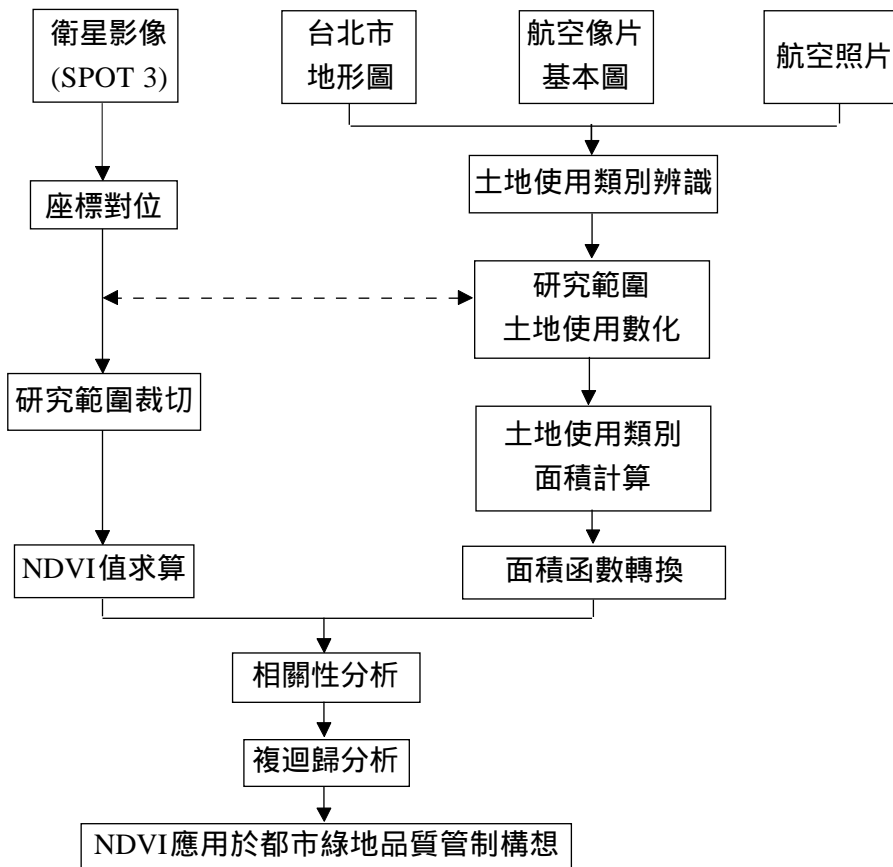 衛星影像
(SPOT 3)
台北市
地形圖
航空像片
基本圖
航空照片
土地使用類別辨識
座標對位
研究範圍
土地使用數化
研究範圍裁切
土地使用類別
面積計算
NDVI值求算
面積函數轉換
相關性分析
複迴歸分析
NDVI應用於都市綠地品質管制構想